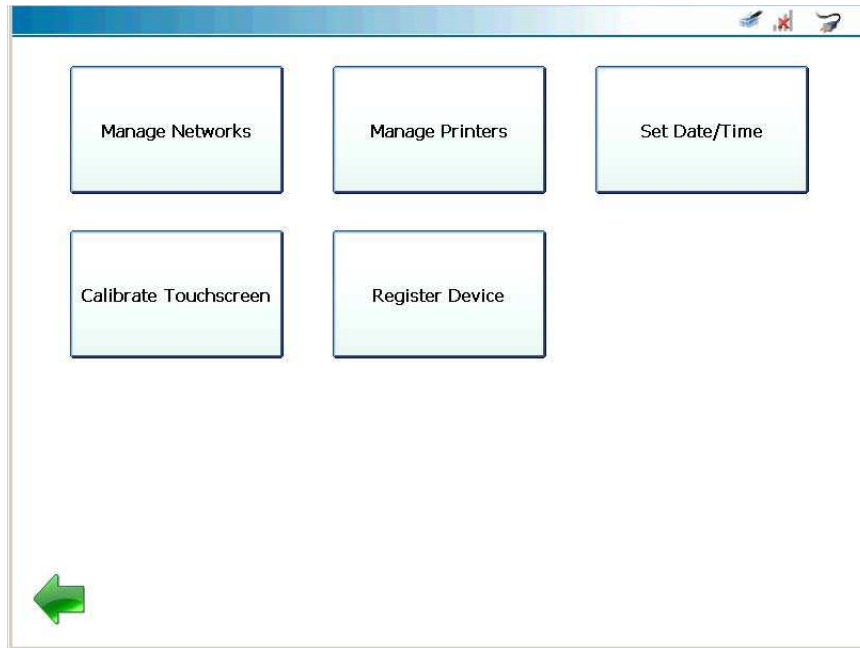 Manage Networks
Manage Printers
Set Date/Time
Calibrate Touchscreen
Register Device